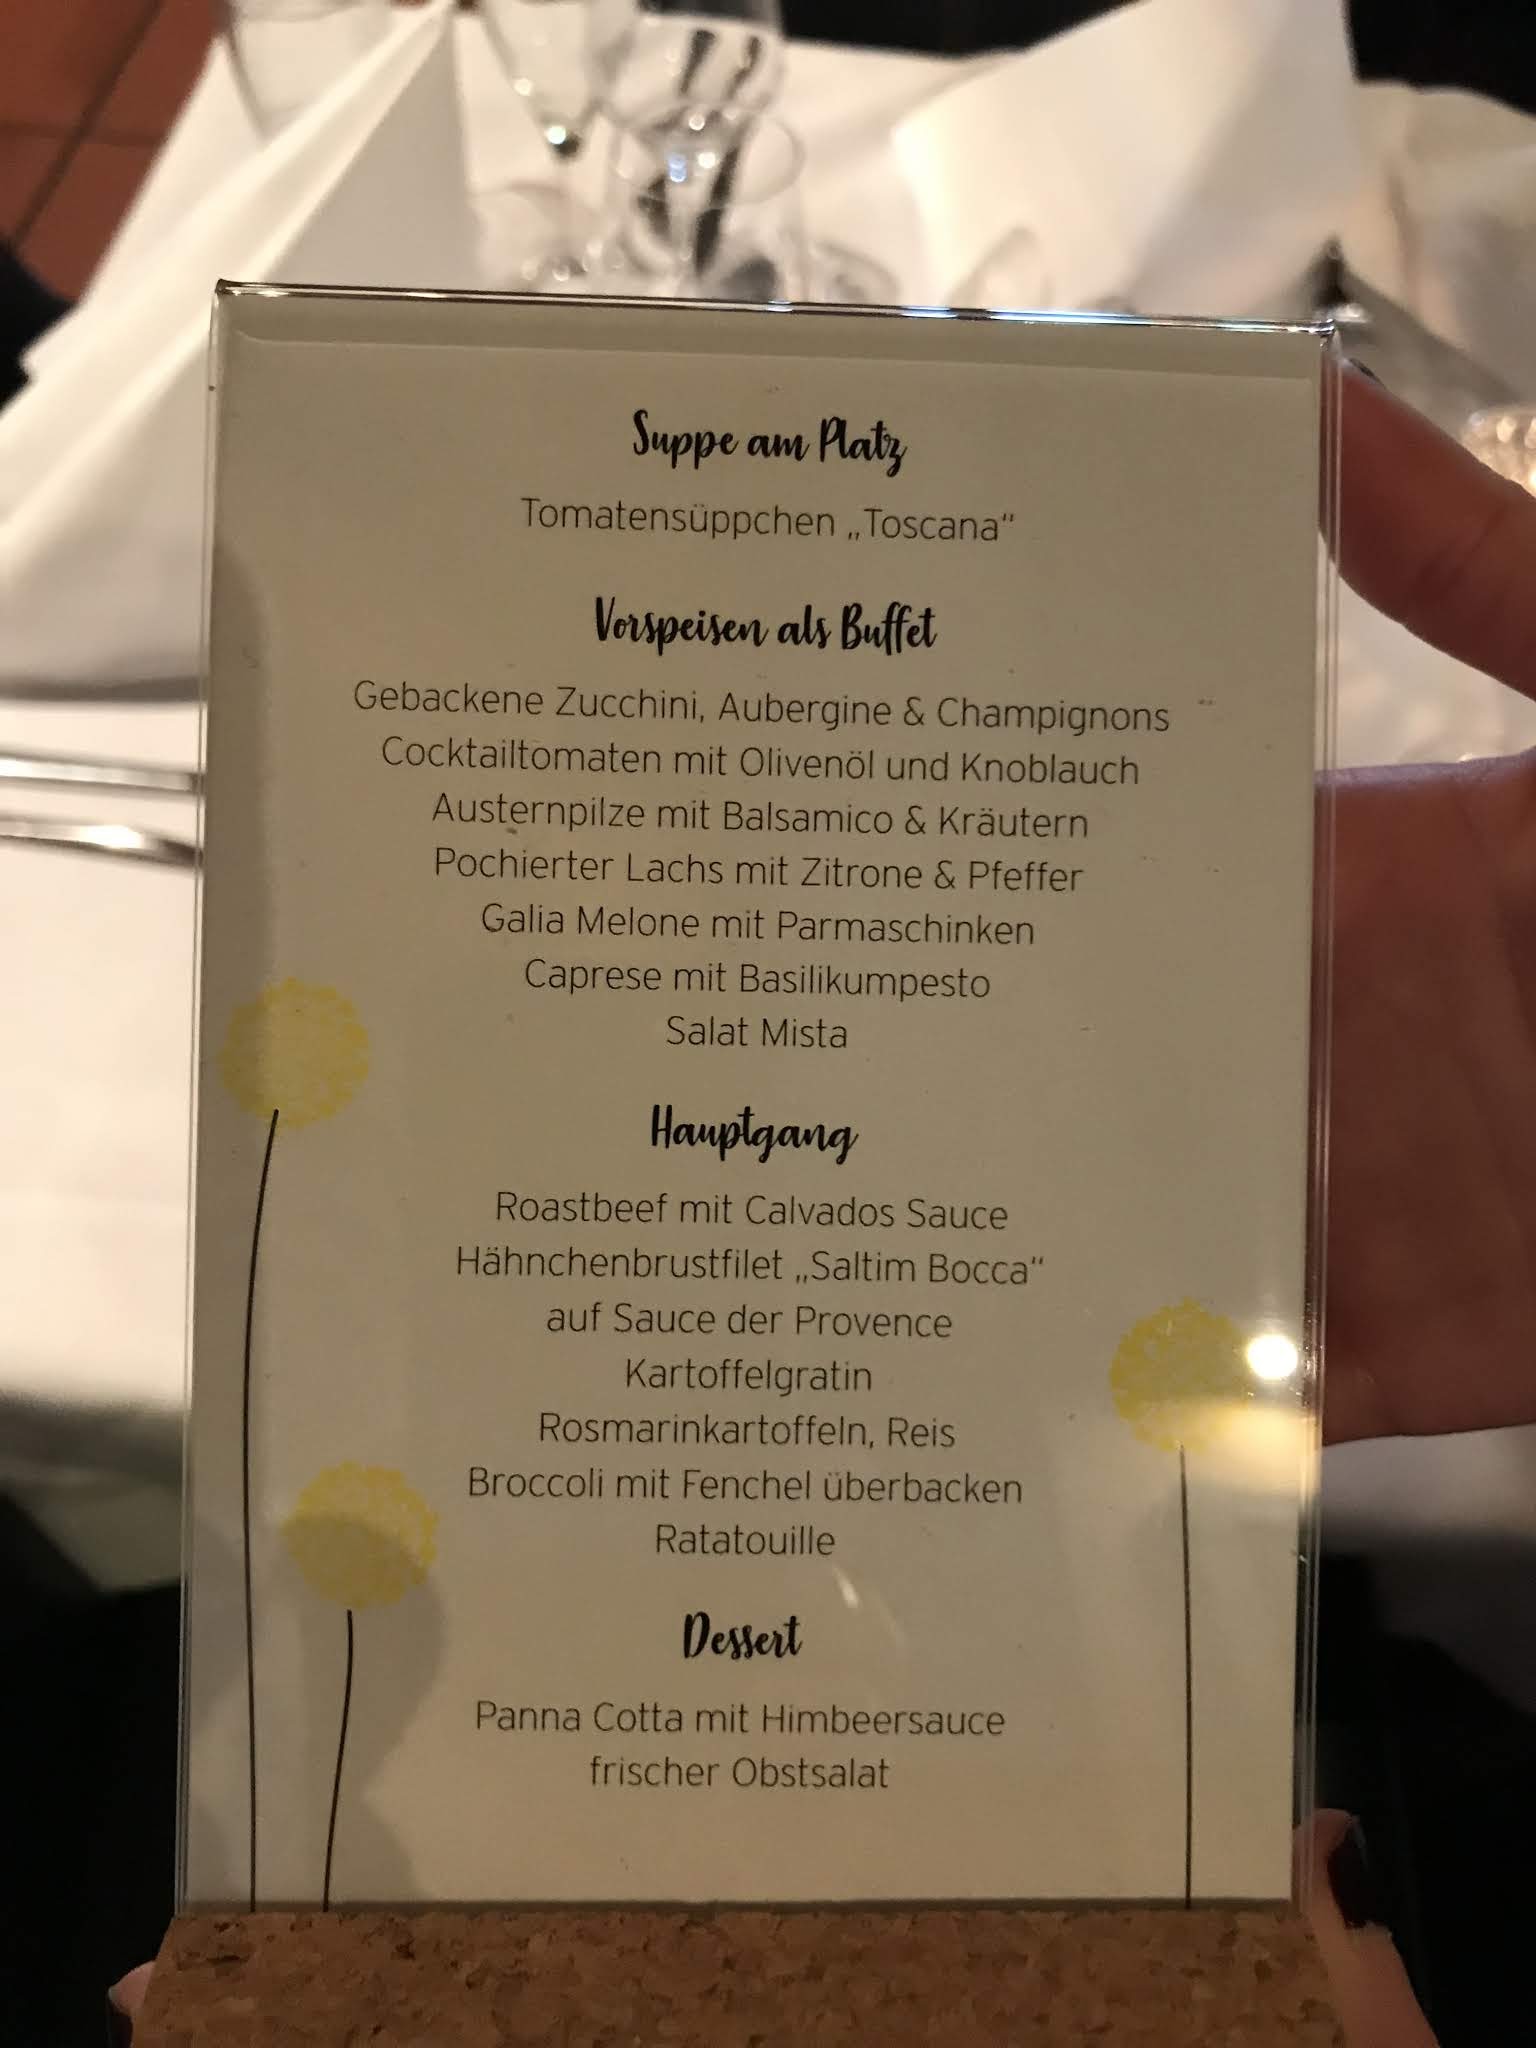 Suppe am Platz
Tomatensüppchen „Toscana“
Vorspeisen als Buffet
Gebackene Zucchini, Aubergine & Champignons
Cocktailtomaten mit Olivenöl und Knoblauch
Austernpilze mit Balsamico & Kräutern
Pochierter Lachs mit Zitrone & Pfeffer
Galia Melone mit Parmaschinken
Caprese mit Basilikumpesto
Salat Mista
Hauptgang
Roastbeef mit Calvados Sauce
Hähnchenbrustfilet „Saltim Bocca“
auf Sauce der Provence
Kartoffelgratin
Rosmarinkartoffeln, Reis
Broccoli mit Fenchel überbacken
Ratatouille
Dessert
Panna Cotta mit Himbeersauce
frischer Obstsalat